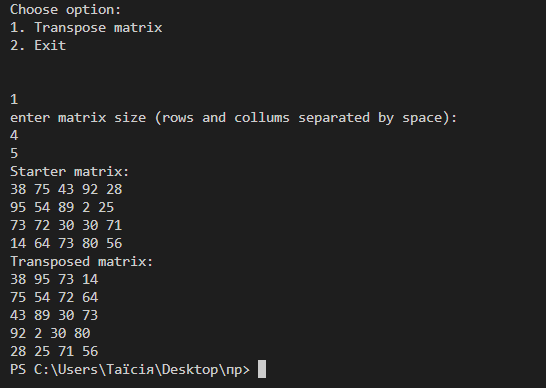 Choose option:
1. Transpose matrix
2. Exit
1
enter matrix size (rows and collums separated by space):
4
5
Starter matrix:
38 75 43 92 28
95 54 89 2 25
73 72 30 30 71
14 64 73 80 56
Transposed matrix:
38 95 73 14
75 54 72 64
43 89 30 73
92 2 30 80
28 25 71 56
PS C:\Users\Таїсія\Desktop\пр>